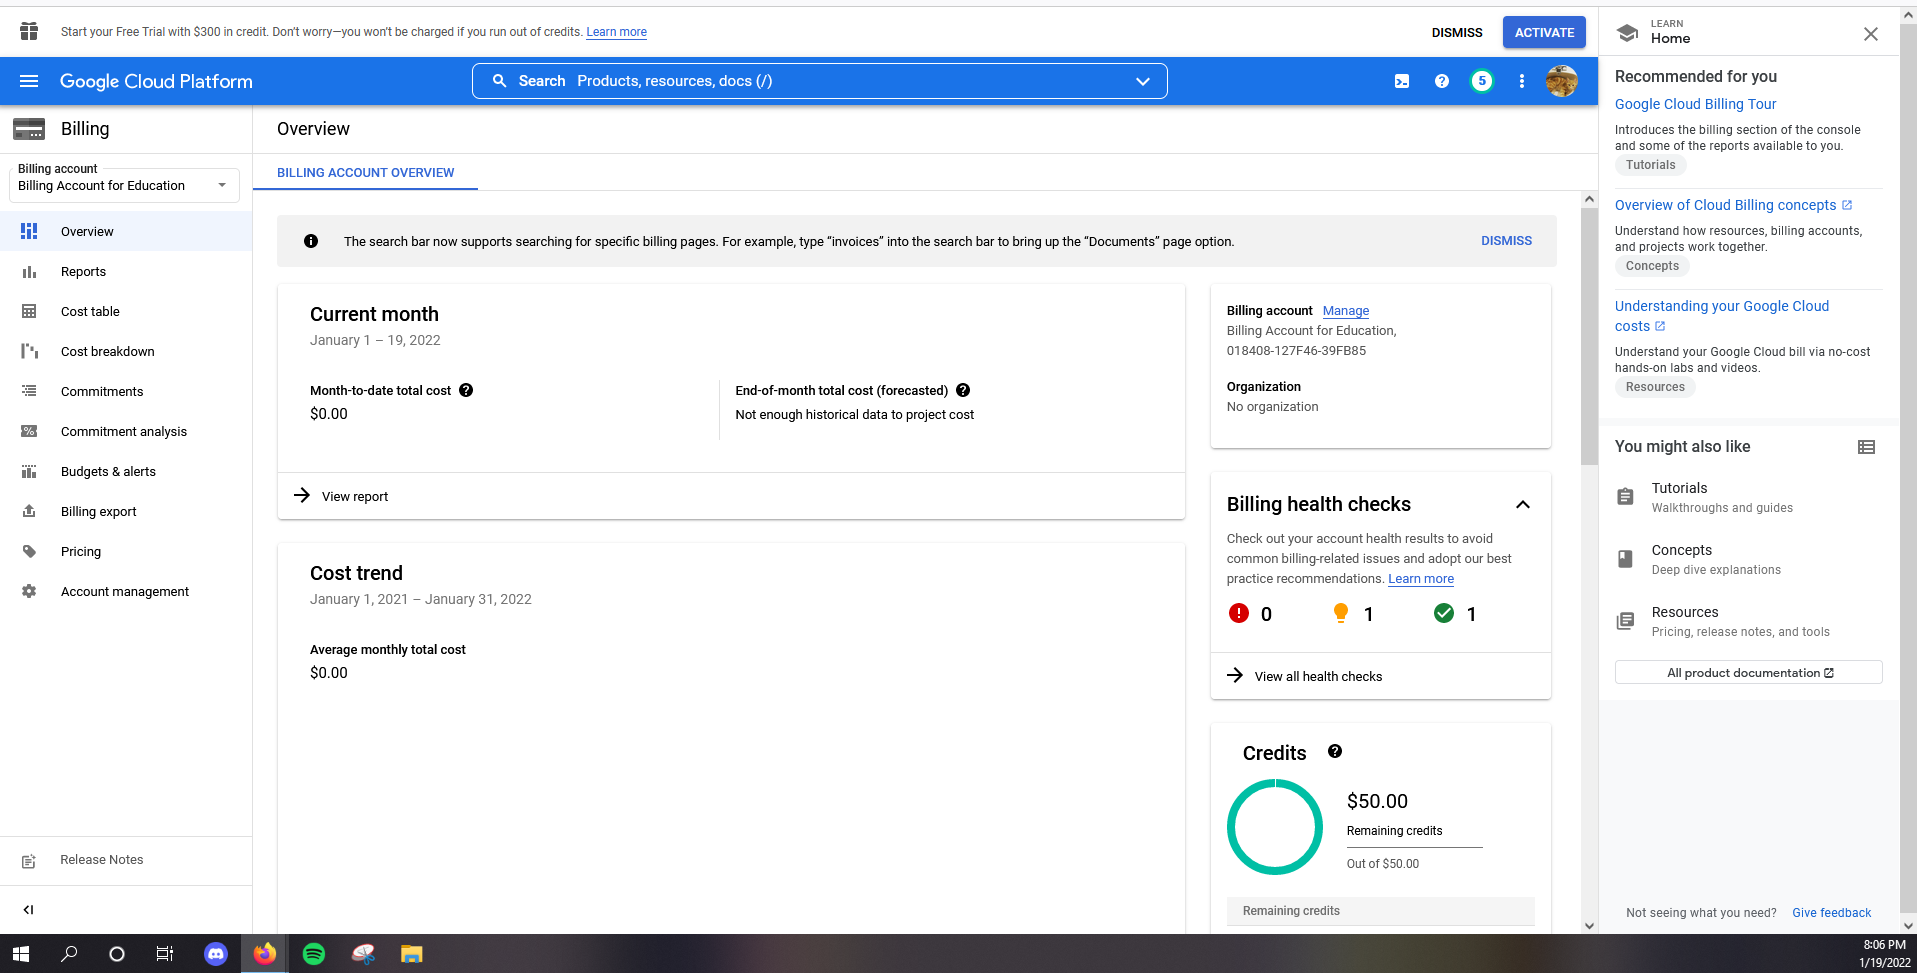 Start your Free Trial with $300 in credit. Don't worry—you won't be charged if you run out of credits. Learn more
DISMISS
ACTIVATE
Google Cloud Platform
Search Products, resources, docs (/)
5
Billing
Billing account
Billing Account for Education
Overview
Reports
Cost table
Cost breakdown
Commitments
Commitment analysis
Budgets & alerts
Billing export
Pricing
Account management
Release Notes
Overview
BILLING ACCOUNT OVERVIEW
The search bar now supports searching for specific billing pages. For example, type “invoices” into the search bar to bring up the “Documents” page option.
DISMISS
Current month
January 1 – 19, 2022
Month-to-date total cost
$0.00
End-of-month total cost (forecasted)
Not enough historical data to project cost
View report
Cost trend
January 1, 2021 – January 31, 2022
Average monthly total cost
$0.00
Billing account Manage
Billing Account for Education,
018408-127F46-39FB85
Organization
No organization
Billing health checks
Check out your account health results to avoid
common billing-related issues and adopt our best
practice recommendations. Learn more
0 1 1
View all health checks
Credits
$50.00
Remaining credits
Out of $50.00
Remaining credits
LEARN
Home
Recommended for you
Google Cloud Billing Tour
Introduces the billing section of the console
and some of the reports available to you.
Tutorials
Overview of Cloud Billing concepts
Understand how resources, billing accounts,
and projects work together.
Concepts
Understanding your Google Cloud
costs
Understand your Google Cloud bill via no-cost
hands-on labs and videos.
Resources
You might also like
Tutorials
Walkthroughs and guides
Concepts
Deep dive explanations
Resources
Pricing, release notes, and tools
All product documentation
Not seeing what you need? Give feedback
8:06 PM
1/19/2022